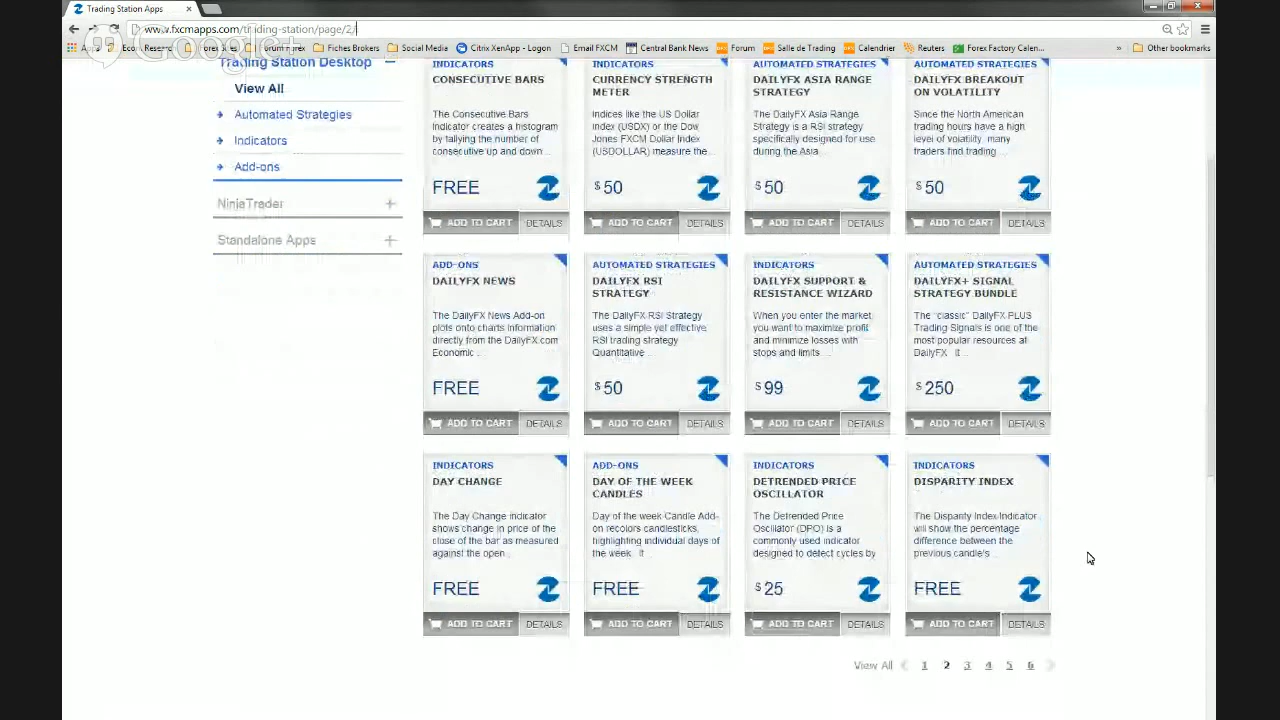 Trading Station Apps
www.fxcmapps.com/trading-station/page/2/
Google+
Forum
Fiches Brokers
Social Media
Citrix XenApp - Logon
Email FXCM
Central Bank News
Forum
Salle de Trading
Calendrier
Reuters
Forex Factory Calen...
»
Other bookmarks
Trading Station Desktop
View All
Automated Strategies
Indicators
Add-ons
NinjaTrader
Standalone Apps
INDICATORS
CONSECUTIVE BARS
The Consecutive Bars
Indicator creates a histogram
by tallying the number of
consecutive up and down...
FREE
ADD TO CART DETAILS
INDICATORS
CURRENCY STRENGTH
METER
Indices like the US Dollar
Index (USDX) or the Dow
Jones FXCM Dollar Index
(USDOLLAR) measure the...
$50
ADD TO CART DETAILS
AUTOMATED STRATEGIES
DAILYFX ASIA RANGE
STRATEGY
The DailyFX Asia Range
Strategy is a RSI strategy
specifically designed for use
during the Asia...
$50
ADD TO CART DETAILS
AUTOMATED STRATEGIES
DAILYFX BREAKOUT
ON VOLATILITY
Since the North American
trading hours have a high
level of volatility, many
traders find trading...
$50
ADD TO CART DETAILS
ADD-ONS
DAILYFX NEWS
The DailyFX News Add-on
plots onto charts information
directly from the DailyFX.com
Economic...
FREE
ADD TO CART DETAILS
AUTOMATED STRATEGIES
DAILYFX RSI
STRATEGY
The DailyFX RSI Strategy
uses a simple yet effective
RSI trading strategy
Quantitative...
$50
ADD TO CART DETAILS
INDICATORS
DAILYFX SUPPORT &
RESISTANCE WIZARD
When you enter the market
you want to maximize profit
and minimize losses with
stops and limits...
$99
ADD TO CART DETAILS
AUTOMATED STRATEGIES
DAILYFX+ SIGNAL
STRATEGY BUNDLE
The "classic" DailyFX PLUS
Trading Signals is one of the
most popular resources at
DailyFX. It...
$250
ADD TO CART DETAILS
INDICATORS
DAY CHANGE
The Day Change indicator
shows change in price of the
close of the bar as measured
against the open...
FREE
ADD TO CART DETAILS
ADD-ONS
DAY OF THE WEEK
CANDLES
Day of the week Candle Add-
on recolors candlesticks,
highlighting individual days of
the week. It...
FREE
ADD TO CART DETAILS
INDICATORS
DETRENDED PRICE
OSCILLATOR
The Detrended Price
Oscillator (DPO) is a
commonly used indicator
designed to detect cycles by
$25
ADD TO CART DETAILS
INDICATORS
DISPARITY INDEX
The Disparity Index Indicator
will show the percentage
difference between the
previous candle's...
FREE
ADD TO CART DETAILS
View All 1 2 3 4 5 6